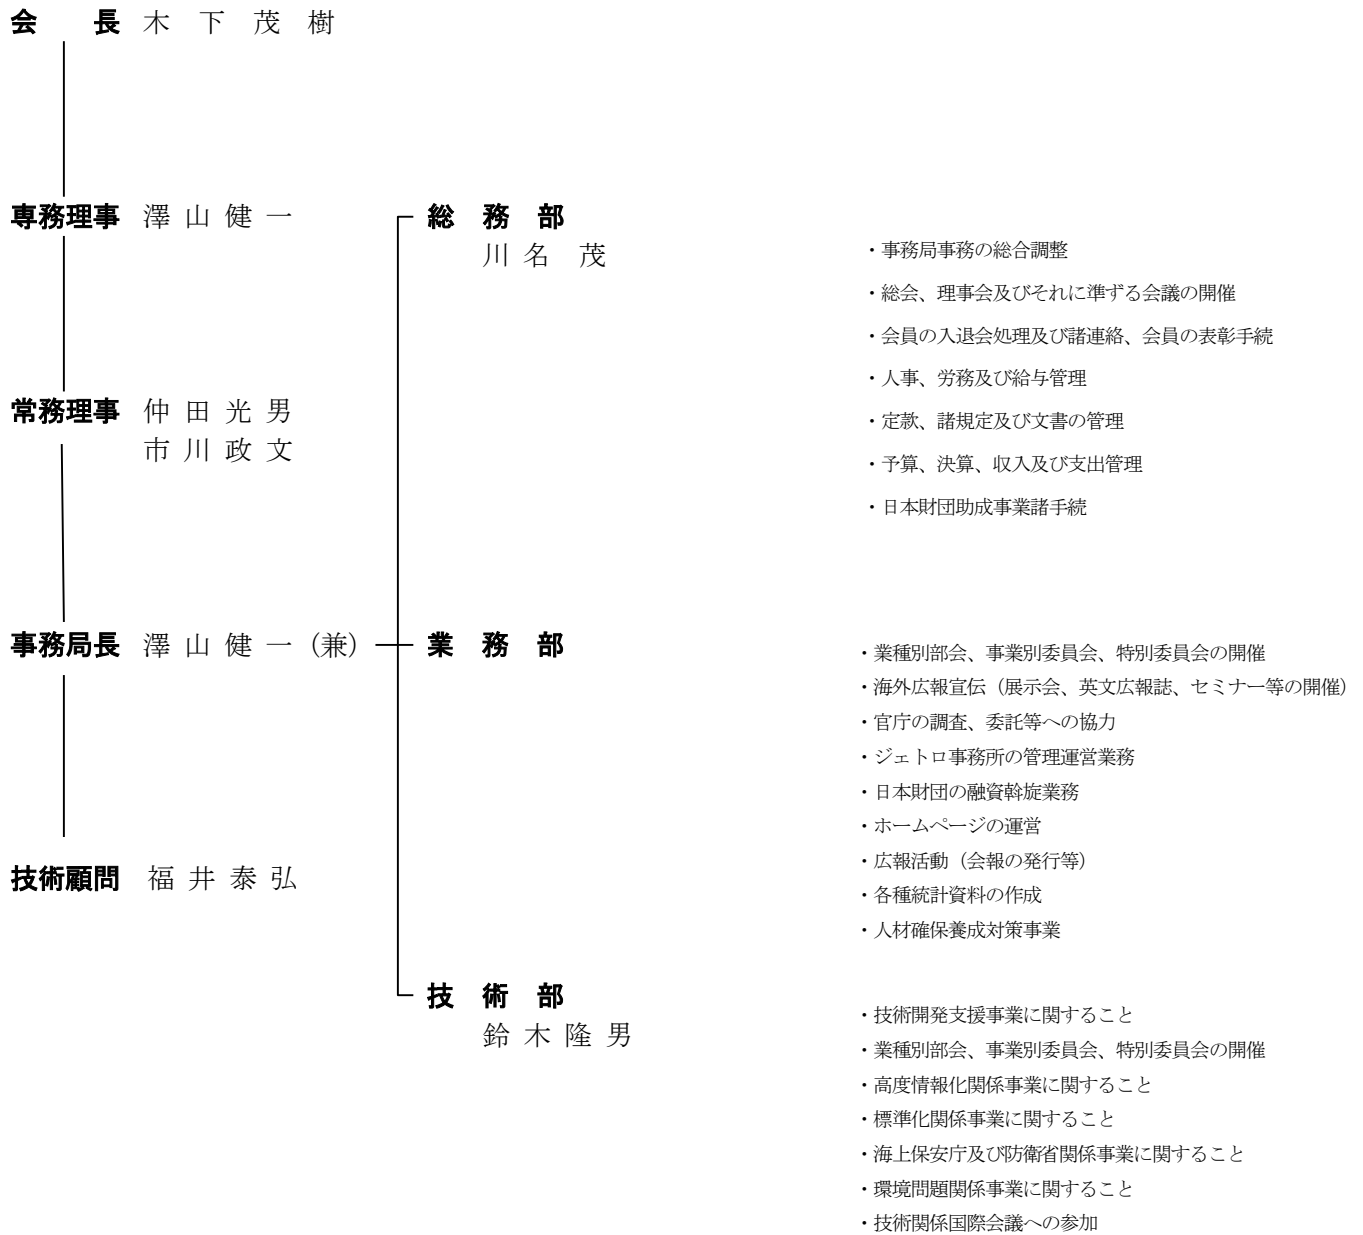 会　長 木下茂樹
専務理事 澤山健一
常務理事 仲田光男
市川政文
事務局長 澤山健一（兼）
技術顧問 福井泰弘
総務部
川名　茂
・事務局事務の総合調整
・総会、理事会及びそれに準ずる会議の開催
・会員の入退会処理及び諸連絡、会員の表彰手続
・人事、労務及び給与管理
・定款、諸規定及び文書の管理
・予算、決算、収入及び支出管理
・日本財団助成事業諸手続
業務部
・業種別部会、事業別委員会、特別委員会の開催
・海外広報宣伝（展示会、英文広報誌、セミナー等の開催）
・官庁の調査、委託等への協力
・ジェトロ事務所の管理運営業務
・日本財団の融資斡旋業務
・ホームページの運営
・広報活動（会報の発行等）
・各種統計資料の作成
・人材確保養成対策事業
技術部
鈴木隆男
・技術開発支援事業に関すること
・業種別部会、事業別委員会、特別委員会の開催
・高度情報化関係事業に関すること
・標準化関係事業に関すること
・海上保安庁及び防衛省関係事業に関すること
・環境問題関係事業に関すること
・技術関係国際会議への参加